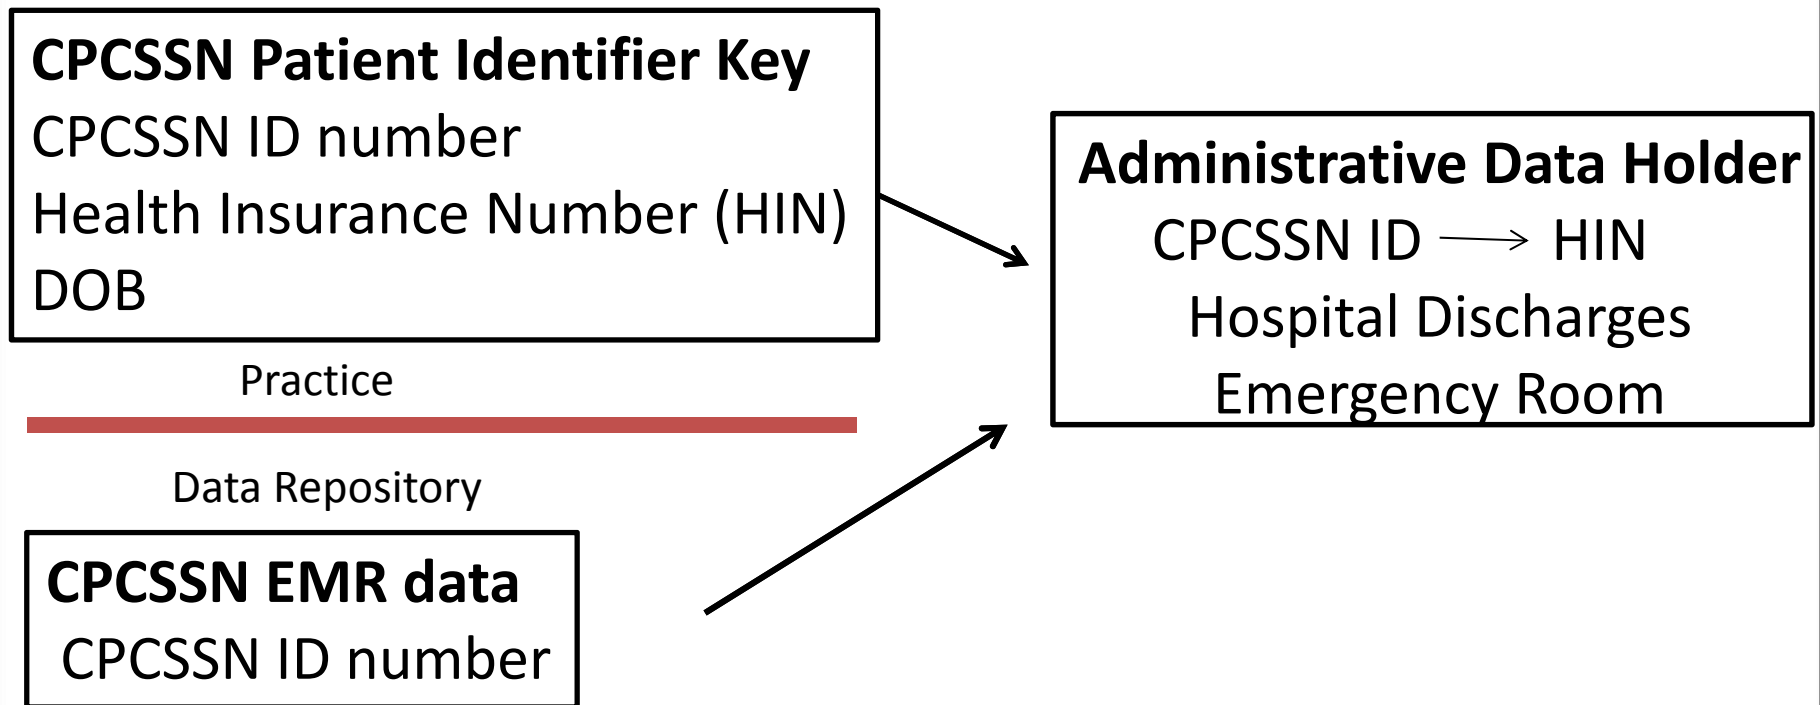 CPCSSN Patient Identifier Key
CPCSSN ID number
Health Insurance Number (HIN)
DOB
Practice
Data Repository
CPCSSN EMR data
CPCSSN ID number
Administrative Data Holder
CPCSSN ID → HIN
Hospital Discharges
Emergency Room